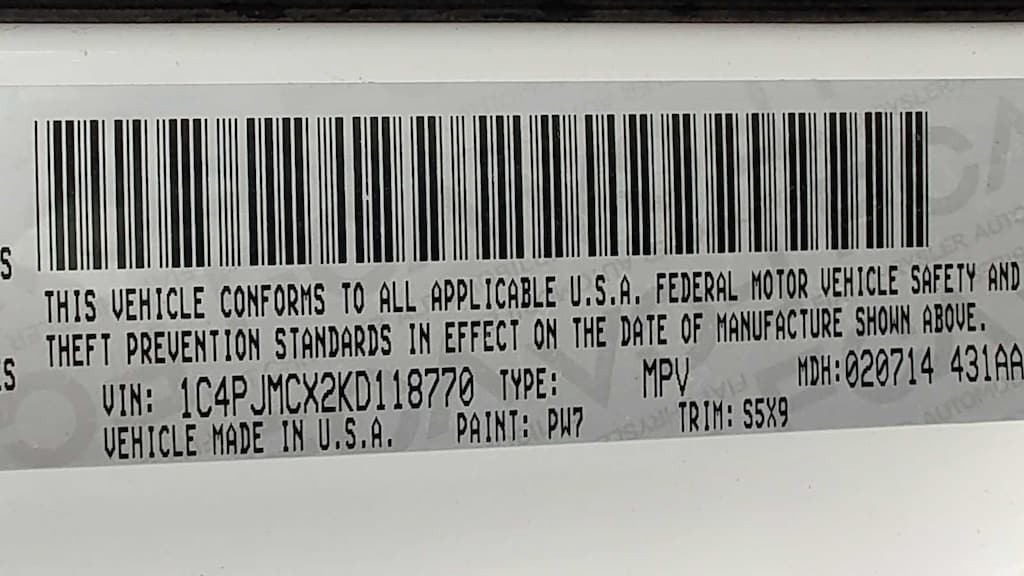 S
THIS VEHICLE CONFORMS TO ALL APPLICABLE U.S.A. FEDERAL MOTOR VEHICLE SAFETY AND
THEFT PREVENTION STANDARDS IN EFFECT ON THE DATE OF MANUFACTURE SHOWN ABOVE.
ES
VIN: 1C4PJMCX2KD118770 TYPE: MPV MDH:020714 431AA
VEHICLE MADE IN U.S.A. PAINT: PW7 TRIM: S5X9